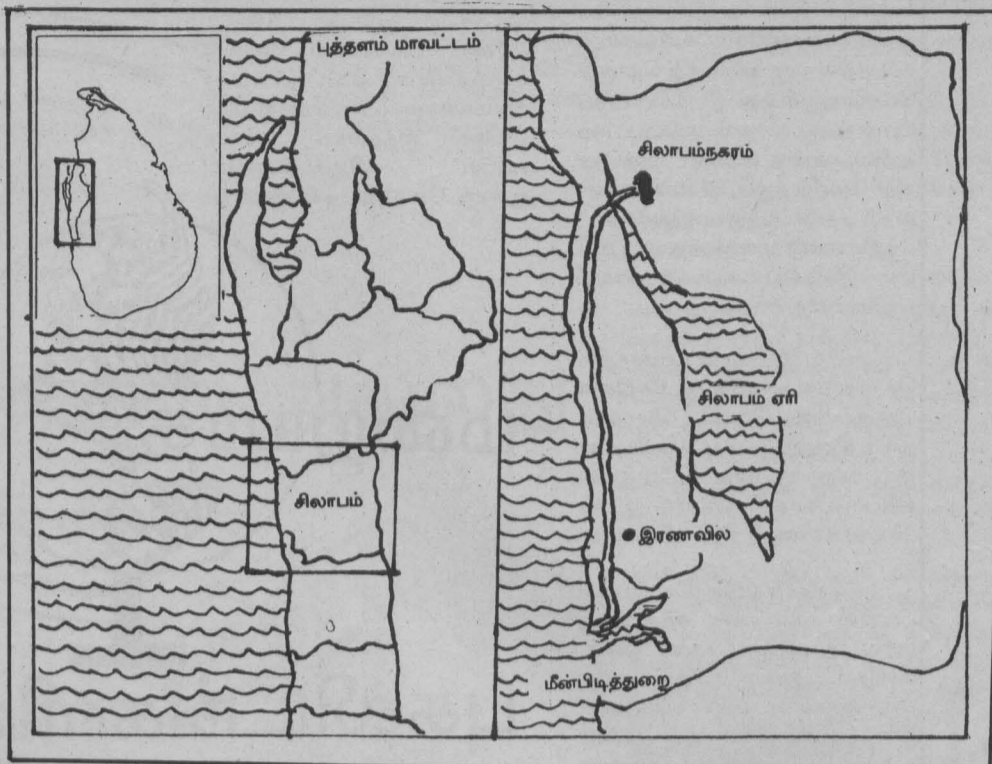 புத்தளம் மாவட்டம்
சிலாபம்
சிலாபம்நகரம்
சிலாபம் ஏரி
இரணவில
மீன்பிடித்துறை